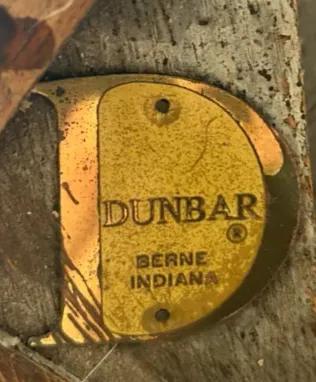 DUNBAR
®
BERNE
INDIANA